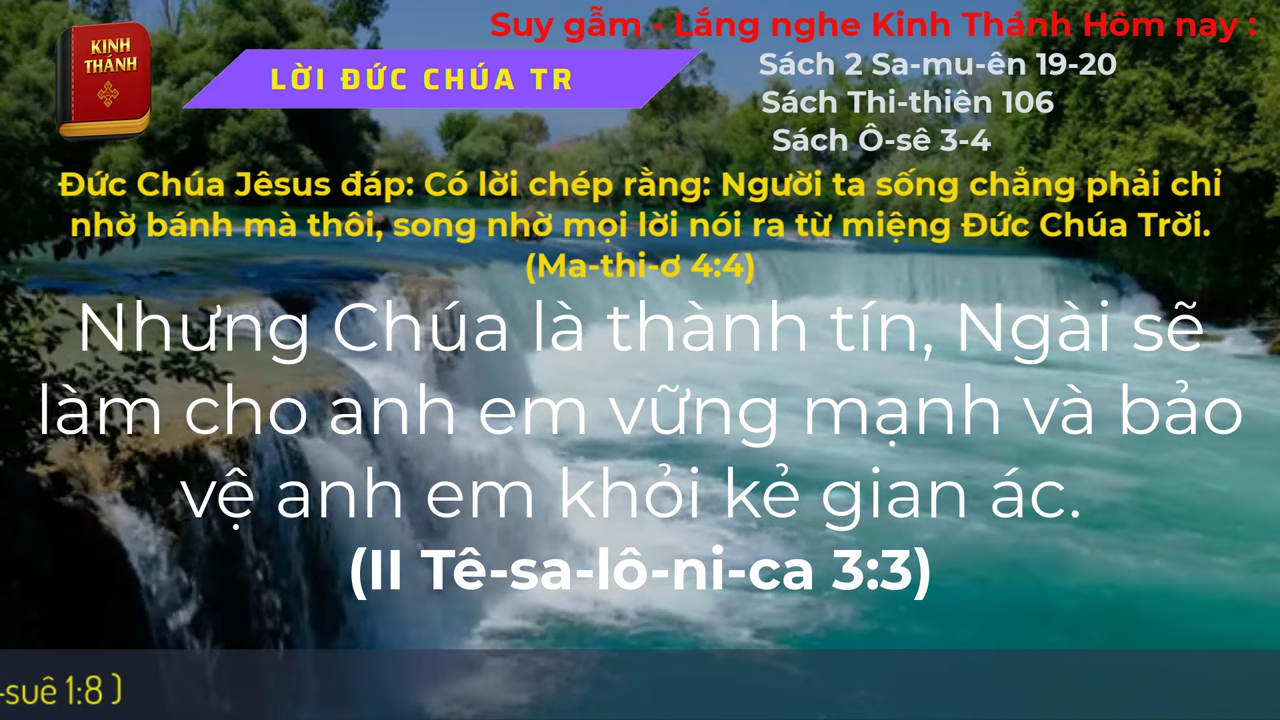 Suy gẫm - Lắng nghe Kinh Thánh Hôm nay :
KINH
THÁNH
LỜI ĐỨC CHÚA TR
Sách 2 Sa-mu-ên 19-20
Sách Thi-thiên 106
Sách Ô-sê 3-4
Đức Chúa Jêsus đáp: Có lời chép rằng: Người ta sống chẳng phải chỉ
nhờ bánh mà thôi, song nhờ mọi lời nói ra từ miệng Đức Chúa Trời.
(Ma-thi-ơ 4:4)
Nhưng Chúa là thành tín, Ngài sẽ
làm cho anh em vững mạnh và bảo
vệ anh em khỏi kẻ gian ác.
(II Tê-sa-lô-ni-ca 3:3)
-suê 1:8 )